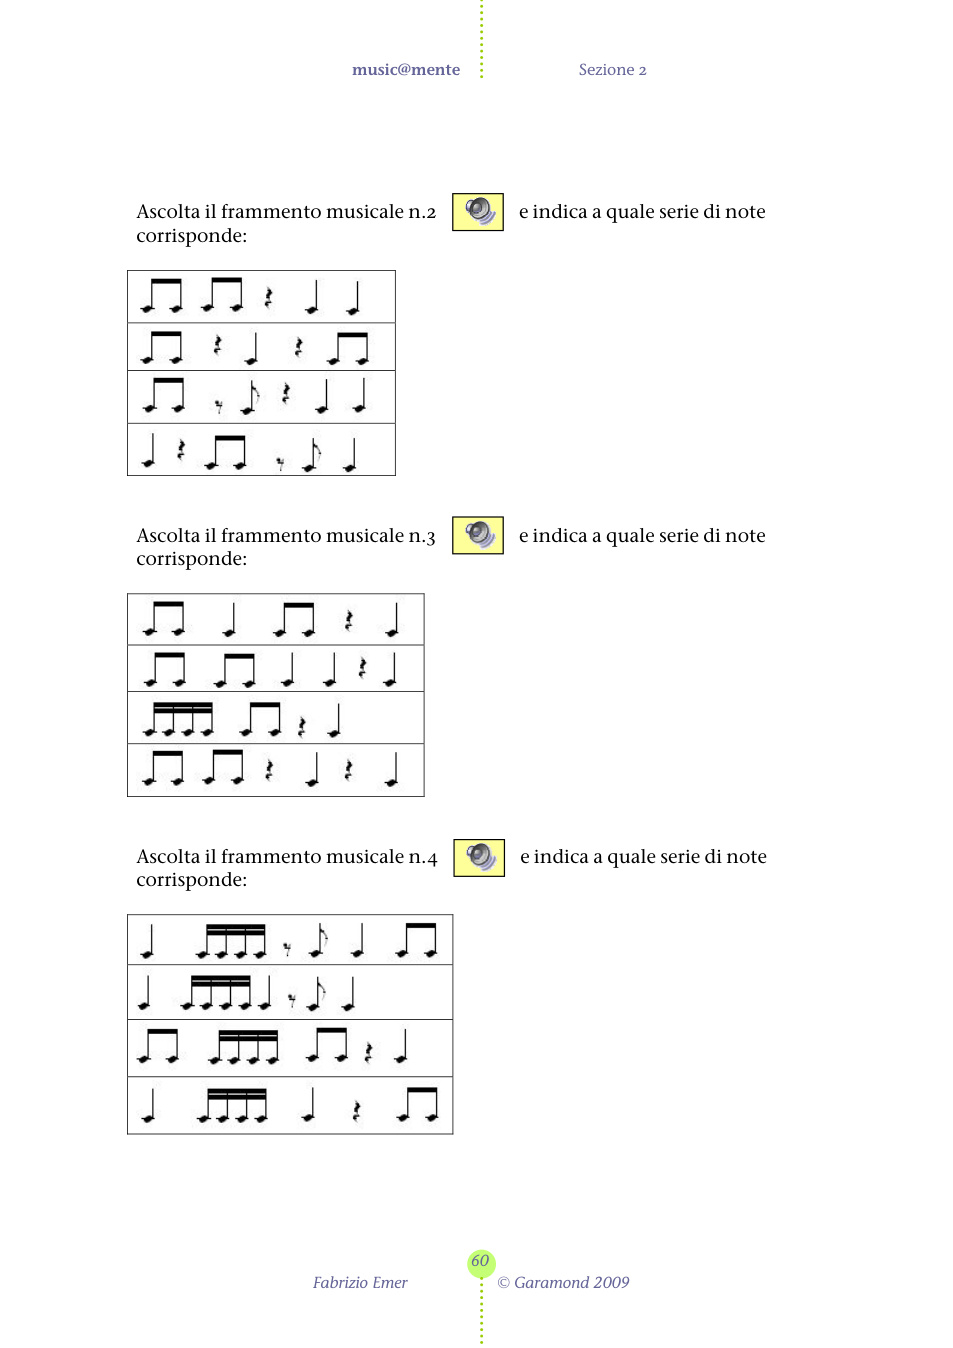 music@mente Sezione 2
Ascolta il frammento musicale n.2 e indica a quale serie di note
corrisponde:
Ascolta il frammento musicale n.3 e indica a quale serie di note
corrisponde:
Ascolta il frammento musicale n.4 e indica a quale serie di note
corrisponde:
60
Fabrizio Emer © Garamond 2009